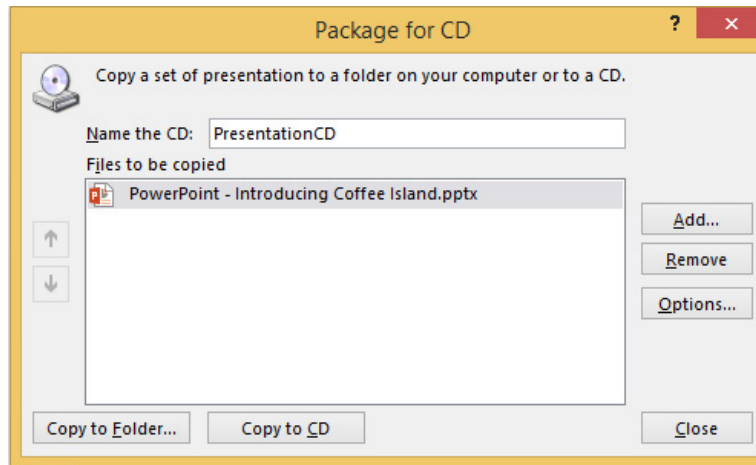 Package for CD
?
×
Copy a set of presentation to a folder on your computer or to a CD.
Name the CD: PresentationCD
Files to be copied
PowerPoint - Introducing Coffee Island.pptx
Add...
Remove
Options...
Copy to Folder... Copy to CD Close